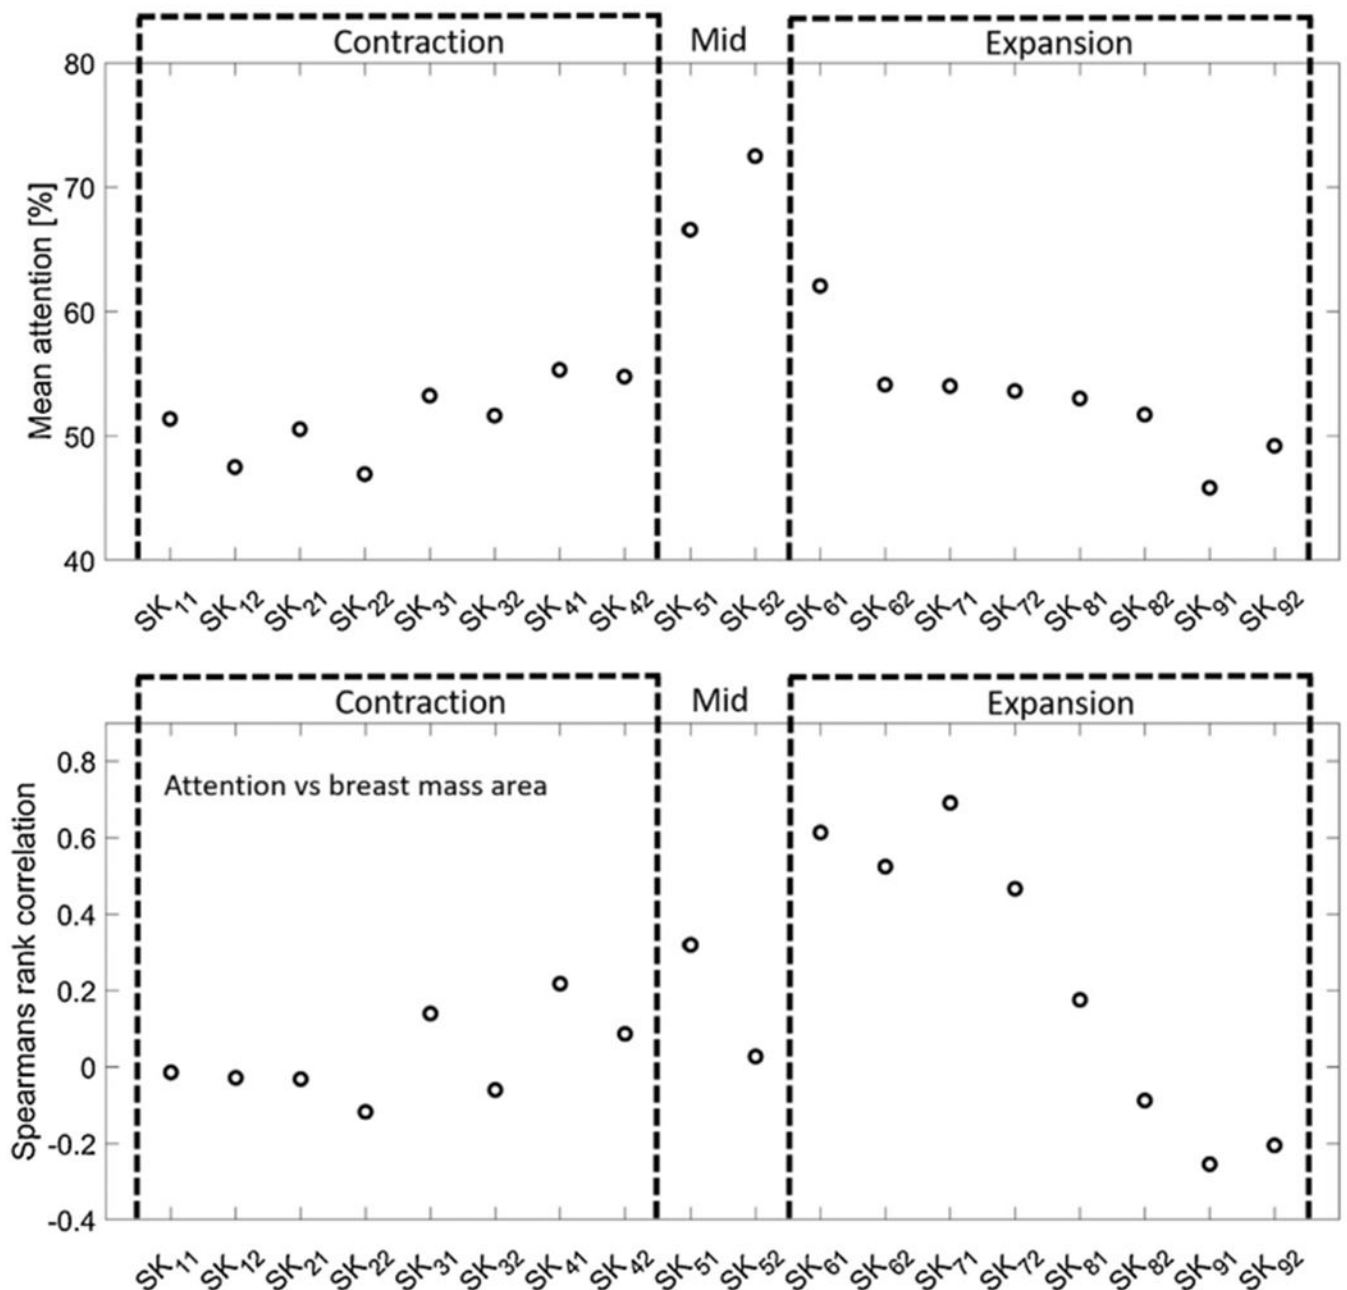 Contraction Mid Expansion
80
70
60
50
40
Mean attention [%]
SK11 SK12 SK21 SK22 SK31 SK32 SK41 SK42 SK51 SK52 SK61 SK62 SK71 SK72 SK81 SK82 SK91 SK92
Contraction Mid Expansion
Attention vs breast mass area
0.8
0.6
0.4
0.2
0
-0.2
-0.4
Spearmans rank correlation
SK11 SK12 SK21 SK22 SK31 SK32 SK41 SK42 SK51 SK52 SK61 SK62 SK71 SK72 SK81 SK82 SK91 SK92